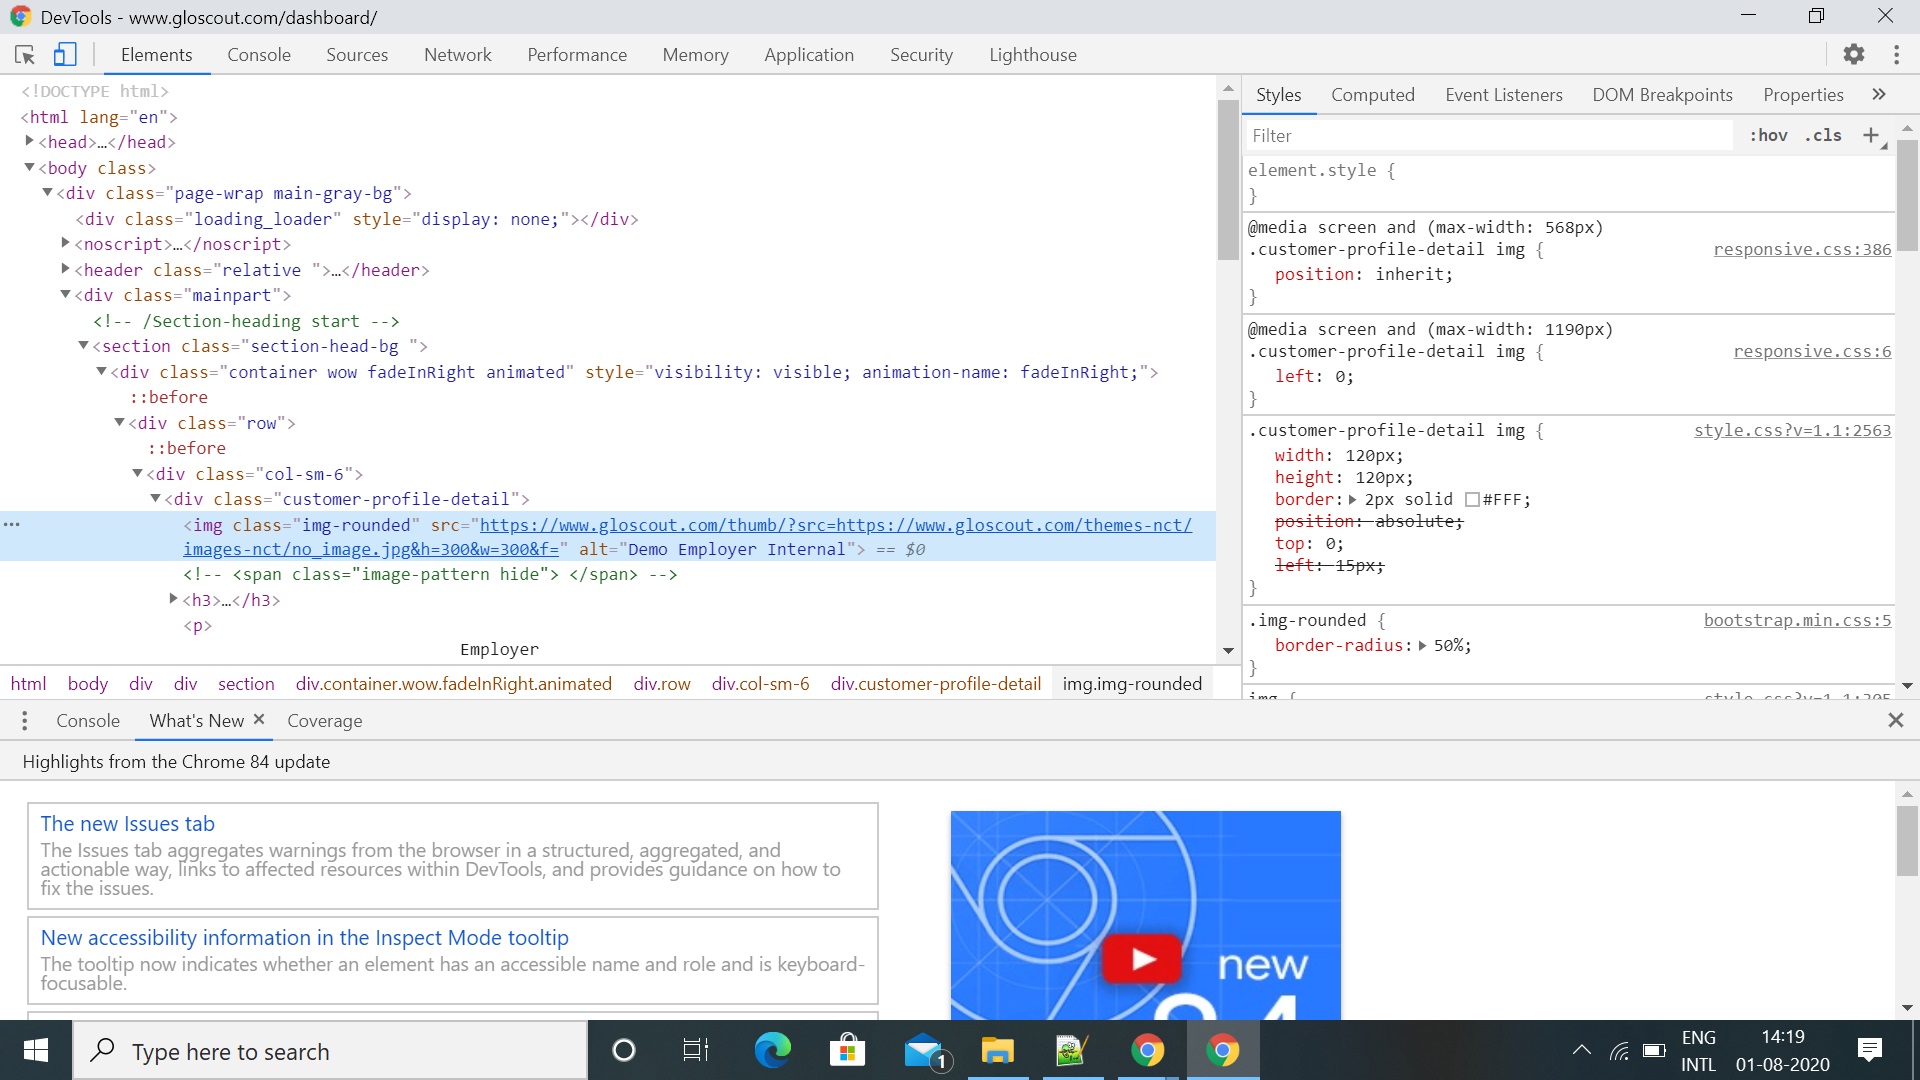 DevTools - www.gloscout.com/dashboard/
Elements Console Sources Network Performance Memory Application Security Lighthouse
<!DOCTYPE html>
<html lang="en">
<head>…</head>
<body class>
<div class="page-wrap main-gray-bg">
<div class="loading_loader" style="display: none;"></div>
<noscript>…</noscript>
<header class="relative ">…</header>
<div class="mainpart">
<!-- /Section-heading start -->
<section class="section-head-bg ">
<div class="container wow fadeInRight animated" style="visibility: visible; animation-name: fadeInRight;">
::before
<div class="row">
::before
<div class="col-sm-6">
<div class="customer-profile-detail">
<img class="img-rounded" src="https://www.gloscout.com/thumb/?src=https://www.gloscout.com/themes-nct/
images-nct/no_image.jpg&h=300&w=300&f=" alt="Demo Employer Internal"> == $0
<!-- <span class="image-pattern hide"> </span> -->
<h3>…</h3>
<p>
Employer
html body div div section div.container.wow.fadeInRight.animated div.row div.col-sm-6 div.customer-profile-detail img.img-rounded
Styles Computed Event Listeners DOM Breakpoints Properties »
Filter :hov .cls +
element.style {
}
@media screen and (max-width: 568px)
.customer-profile-detail img { responsive.css:386
position: inherit;
}
@media screen and (max-width: 1190px)
.customer-profile-detail img { responsive.css:6
left: 0;
}
.customer-profile-detail img { style.css?v=1.1:2563
width: 120px;
height: 120px;
border: 2px solid #FFF;
position: absolute;
top: 0;
left: 15px;
}
.img-rounded { bootstrap.min.css:5
border-radius: 50%;
}
img { style.css?v=1.1:205
Console What's New × Coverage
Highlights from the Chrome 84 update
The new Issues tab
The Issues tab aggregates warnings from the browser in a structured, aggregated, and
actionable way, links to affected resources within DevTools, and provides guidance on how to
fix the issues.
New accessibility information in the Inspect Mode tooltip
The tooltip now indicates whether an element has an accessible name and role and is keyboard-
focusable.
new
84
Type here to search
1
ENG
INTL
14:19
01-08-2020